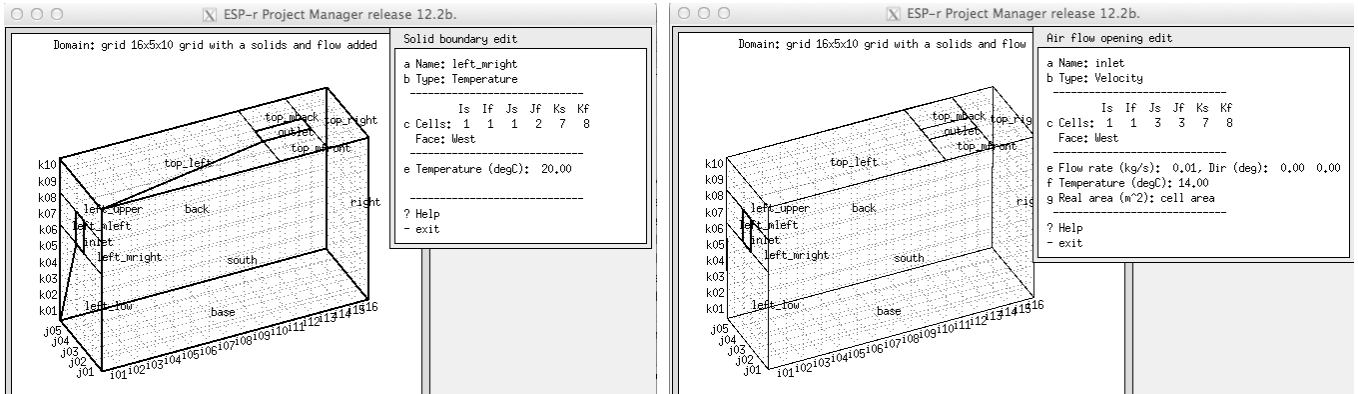 ESP-r Project Manager release 12.2b.
Domain: grid 16x5x10 grid with a solids and flow added
Solid boundary edit
a Name: left_mright
b Type: Temperature
Is If Js Jf Ks Kf
c Cells: 1 1 1 2 7 8
Face: West
e Temperature (degC): 20.00
? Help
- exit
top_mback
top_right
outlet
top_mfront
top_left
k10
k09
k08
k07
k06
k05
k04
k03
k02
k01
left_upper
back
right
left_mleft
inlet
left_mright
south
left_low
base
j05
j04
j03
j02
j01
i01 i02 i03 i04 i05 i06 i07 i08 i09 i10 i11 i12 i13 i14 i15 i16
ESP-r Project Manager release 12.2b.
Domain: grid 16x5x10 grid with a solids and flow
Air flow opening edit
a Name: inlet
b Type: Velocity
Is If Js Jf Ks Kf
c Cells: 1 1 3 3 7 8
Face: West
e Flow rate (kg/s): 0.01, Dir (deg): 0.00 0.00
f Temperature (degC): 14.00
g Real area (m^2): cell area
? Help
- exit
top_mback
top_rig
outlet
top_mfront
top_left
k10
k09
k08
k07
k06
k05
k04
k03
k02
k01
left_upper
back
rig
left_mleft
inlet
left_mright
south
left_low
base
j05
j04
j03
j02
j01
i01 i02 i03 i04 i05 i06 i07 i08 i09 i10 i11 i12 i13 i14 i15 i16